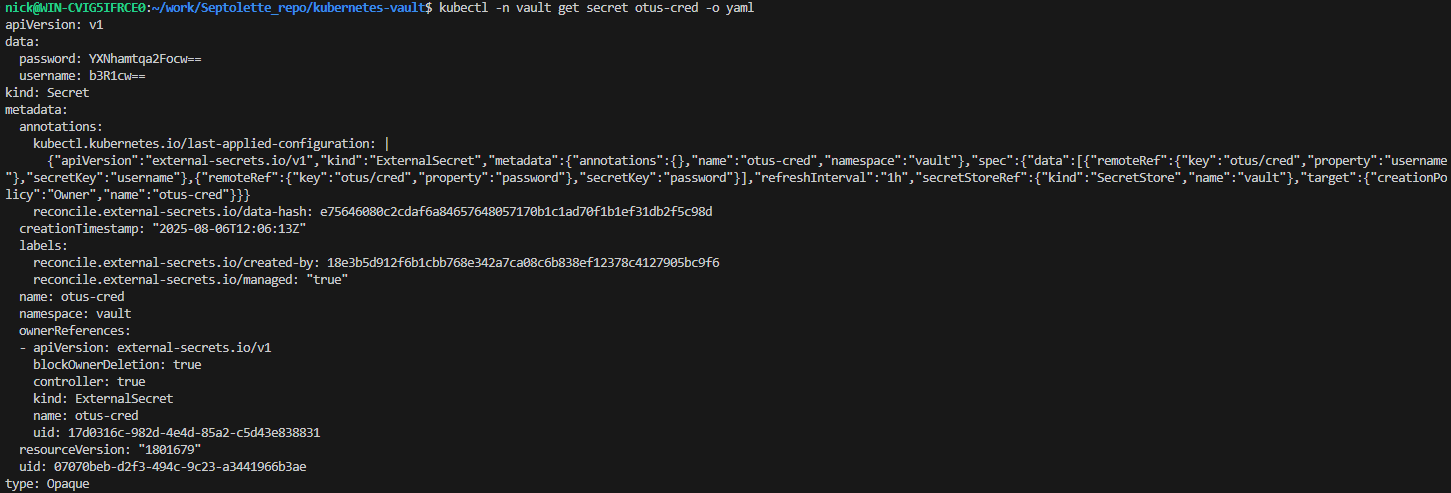 nick@WIN-CVIG5IFRCE0:~/work/Septolette_repo/kubernetes-vault$ kubectl -n vault get secret otus-cred -o yaml
apiVersion: v1
data:
  password: YXNhamtqa2Focw==
  username: b3R1cw==
kind: Secret
metadata:
  annotations:
    kubectl.kubernetes.io/last-applied-configuration: |
      {"apiVersion":"external-secrets.io/v1","kind":"ExternalSecret","metadata":{"annotations":{},"name":"otus-cred","namespace":"vault"},"spec":{"data":[{"remoteRef":{"key":"otus/cred","property":"username
"},"secretKey":"username"},{"remoteRef":{"key":"otus/cred","property":"password"},"secretKey":"password"}],"refreshInterval":"1h","secretStoreRef":{"kind":"SecretStore","name":"vault"},"target":{"creationPo
licy":"Owner","name":"otus-cred"}}}
    reconcile.external-secrets.io/data-hash: e75646080c2cdaf6a84657648057170b1c1ad70f1b1ef31db2f5c98d
  creationTimestamp: "2025-08-06T12:06:13Z"
  labels:
    reconcile.external-secrets.io/created-by: 18e3b5d912f6b1cbb768e342a7ca08c6b838ef12378c4127905bc9f6
    reconcile.external-secrets.io/managed: "true"
  name: otus-cred
  namespace: vault
  ownerReferences:
  - apiVersion: external-secrets.io/v1
    blockOwnerDeletion: true
    controller: true
    kind: ExternalSecret
    name: otus-cred
    uid: 17d0316c-982d-4e4d-85a2-c5d43e838831
  resourceVersion: "1801679"
  uid: 07070beb-d2f3-494c-9c23-a3441966b3ae
type: Opaque